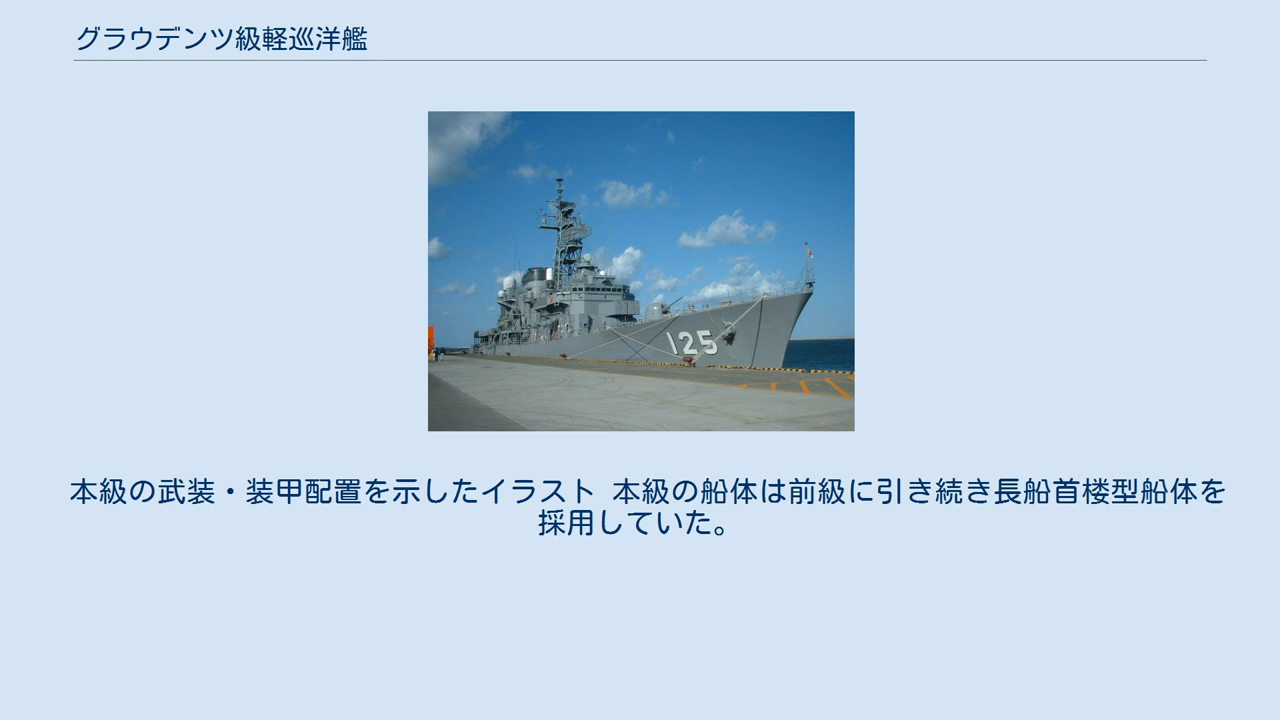 グラウデンツ級軽巡洋艦
125
本級の武装・装甲配置を示したイラスト 本級の船体は前級に引き続き長船首楼型船体を
採用していた。